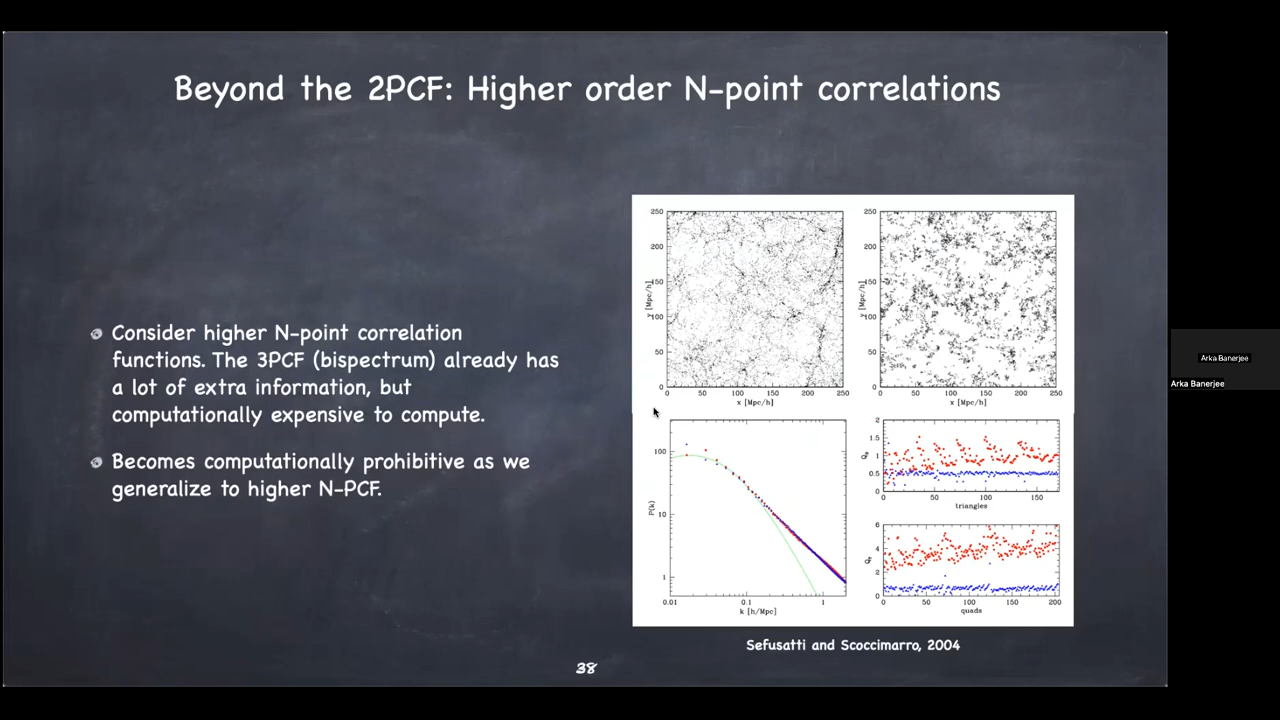 Beyond the 2PCF: Higher order N-point correlations
Consider higher N-point correlation
functions. The 3PCF (bispectrum) already has
a lot of extra information, but
computationally expensive to compute.
Becomes computationally prohibitive as we
generalize to higher N-PCF.
250
200
150
100
50
0
y [Mpc/h]
0 50 100 150 200 250
x [Mpc/h]
250
200
150
100
50
0
y [Mpc/h]
0 50 100 150 200 250
x [Mpc/h]
100
10
1
P(k)
0.01 0.1 1
k [h/Mpc]
2
1.5
1
0.5
0
0 50 100 150
triangles
6
4
2
0
0 50 100 150 200
quads
Sefusatti and Scoccimarro, 2004
38
Arka Banerjee
Arka Banerjee